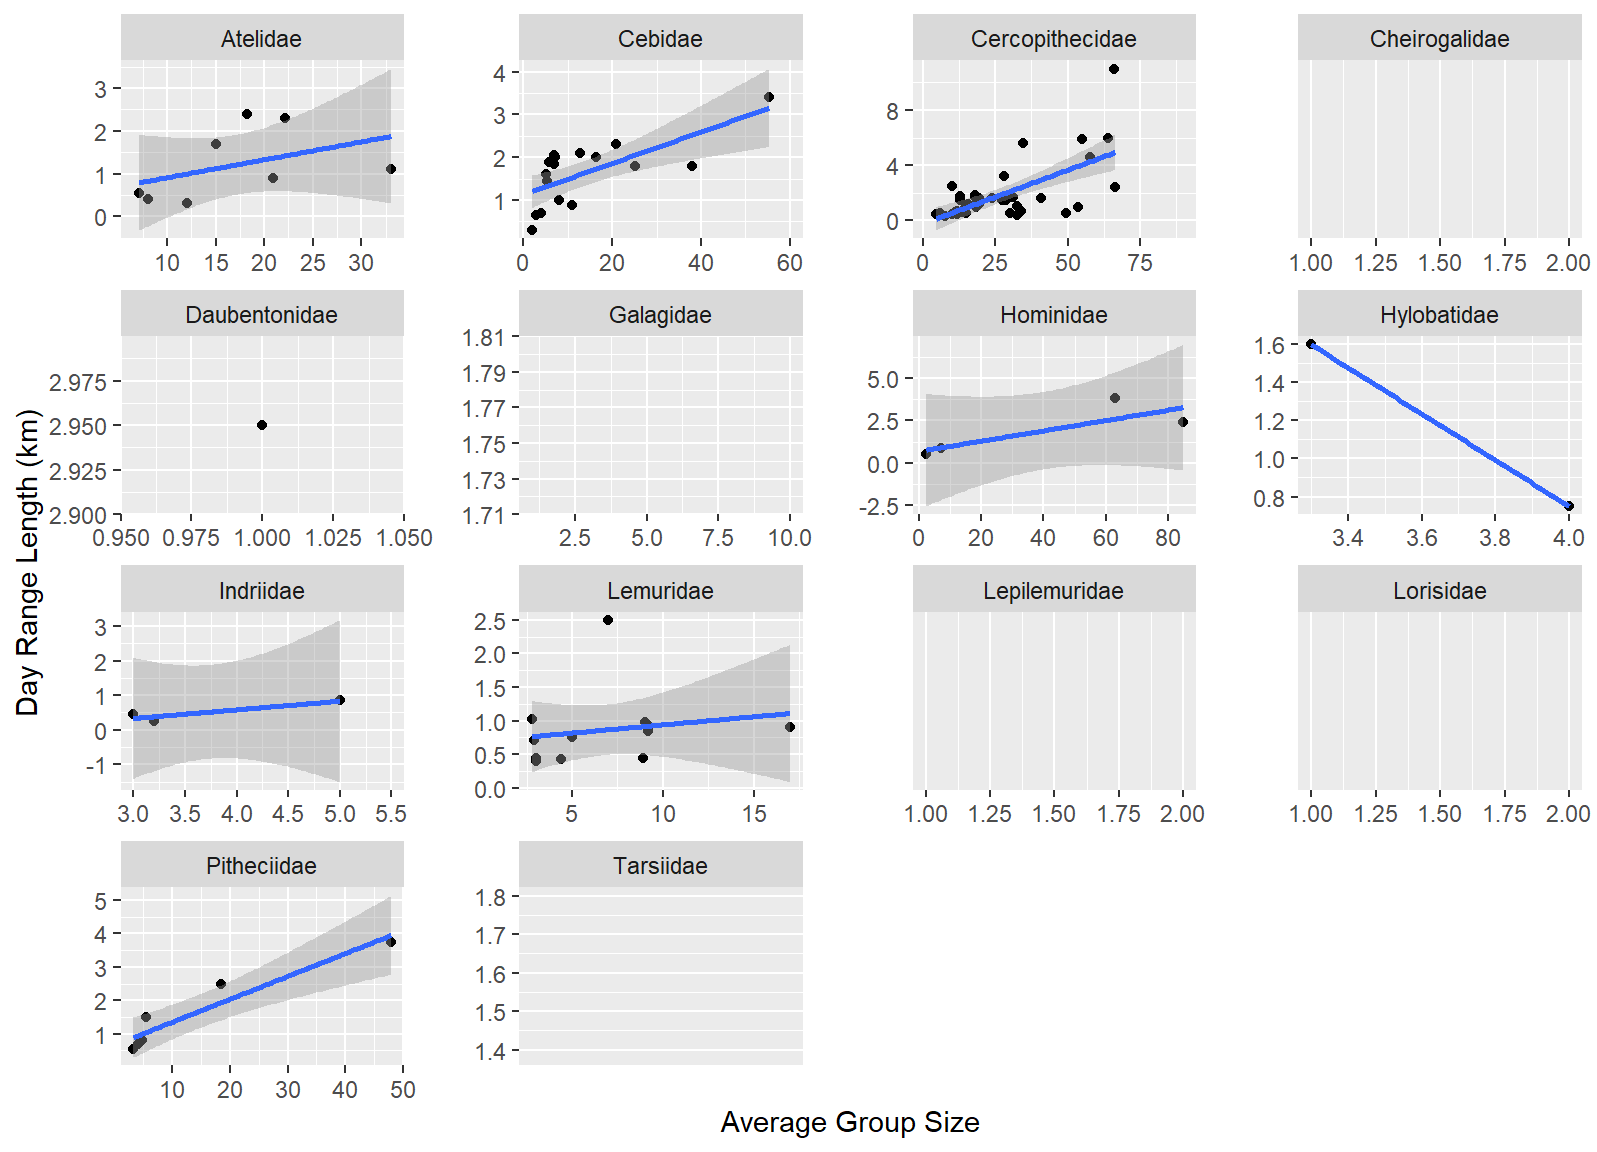 Atelidae Cebidae Cercopithecidae Cheirogalidae
3 2 1 0
10 15 20 25 30
4 3 2 1
0 20 40 60
8 4 0
0 25 50 75
1.00 1.25 1.50 1.75 2.00
Daubentonidae Galagidae Hominidae Hylobatidae
2.975 2.950 2.925 2.900
0.950 0.975 1.000 1.025 1.050
1.81 1.79 1.77 1.75 1.73 1.71
2.5 5.0 7.5 10.0
5.0 2.5 0.0 -2.5
0 20 40 60 80
1.6 1.4 1.2 1.0 0.8
3.4 3.6 3.8 4.0
Day Range Length (km)
Indriidae Lemuridae Lepilemuridae Lorisidae
3 2 1 0 -1
3.0 3.5 4.0 4.5 5.0 5.5
2.5 2.0 1.5 1.0 0.5 0.0
5 10 15
1.00 1.25 1.50 1.75 2.00
1.00 1.25 1.50 1.75 2.00
Pitheciidae Tarsiidae
5 4 3 2 1
10 20 30 40 50
1.8 1.7 1.6 1.5 1.4
Average Group Size